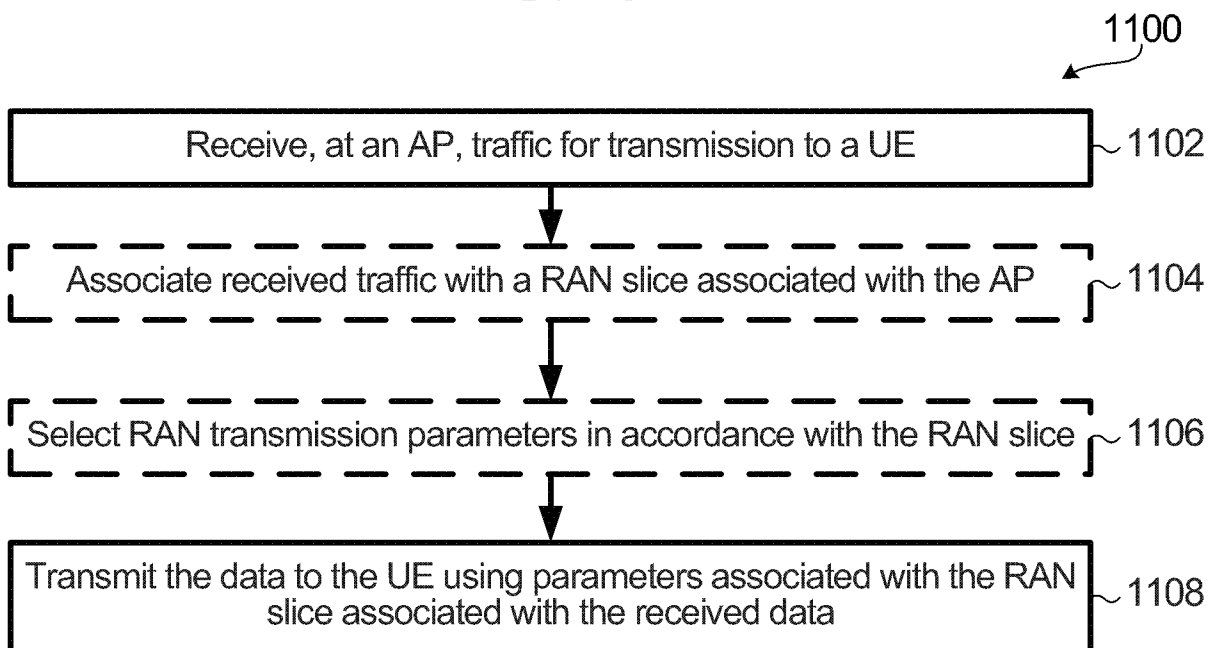 1100
Receive, at an AP, traffic for transmission to a UE
1102
Associate received traffic with a RAN slice associated with the AP
1104
Select RAN transmission parameters in accordance with the RAN slice
1106
Transmit the data to the UE using parameters associated with the RAN
slice associated with the received data
1108